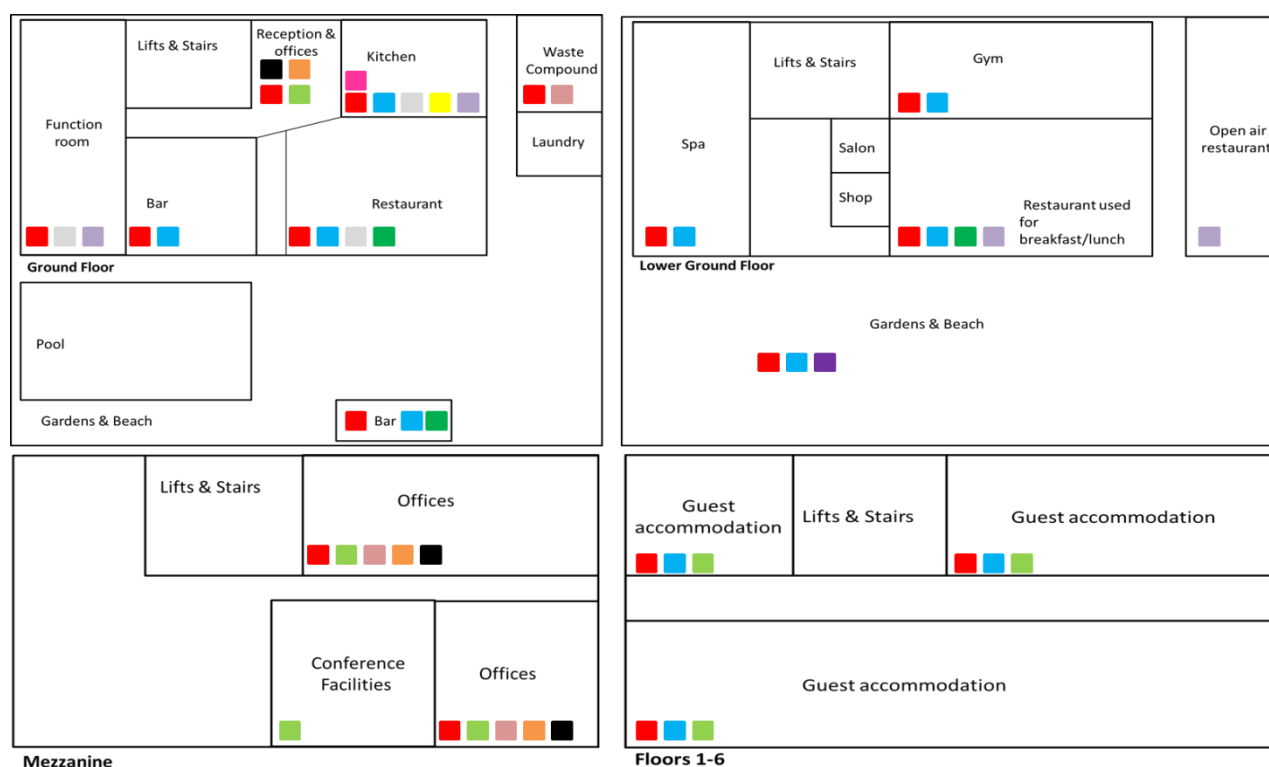 Lifts & Stairs
Reception &
offices
Kitchen
Waste
Compound
Function
room
Laundry
Bar
Restaurant
Ground Floor
Pool
Gardens & Beach
Bar
Lifts & Stairs
Gym
Spa
Salon
Open air
restaurant
Shop
Restaurant used
for
breakfast/lunch
Lower Ground Floor
Gardens & Beach
Lifts & Stairs
Offices
Conference
Facilities
Offices
Mezzanine
Guest
accommodation
Lifts & Stairs
Guest accommodation
Guest accommodation
Floors 1-6